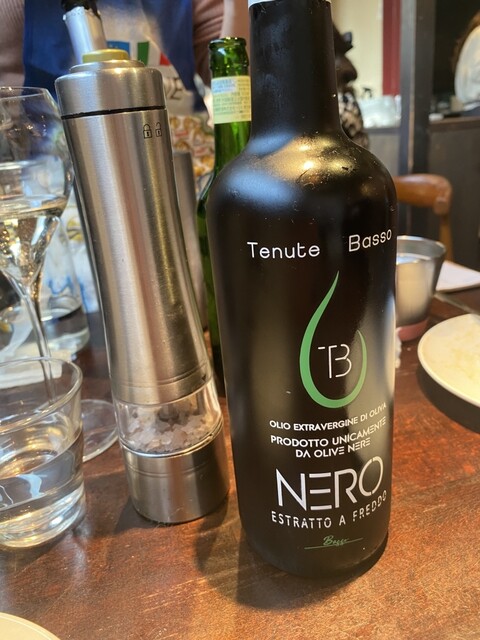 Tenute Basso
TB
OLIO EXTRAVERGINE DI OLIVA
PRODOTTO UNICAMENTE
DA OLIVE NERE
NERO
ESTRATTO A FREDDO
Basso